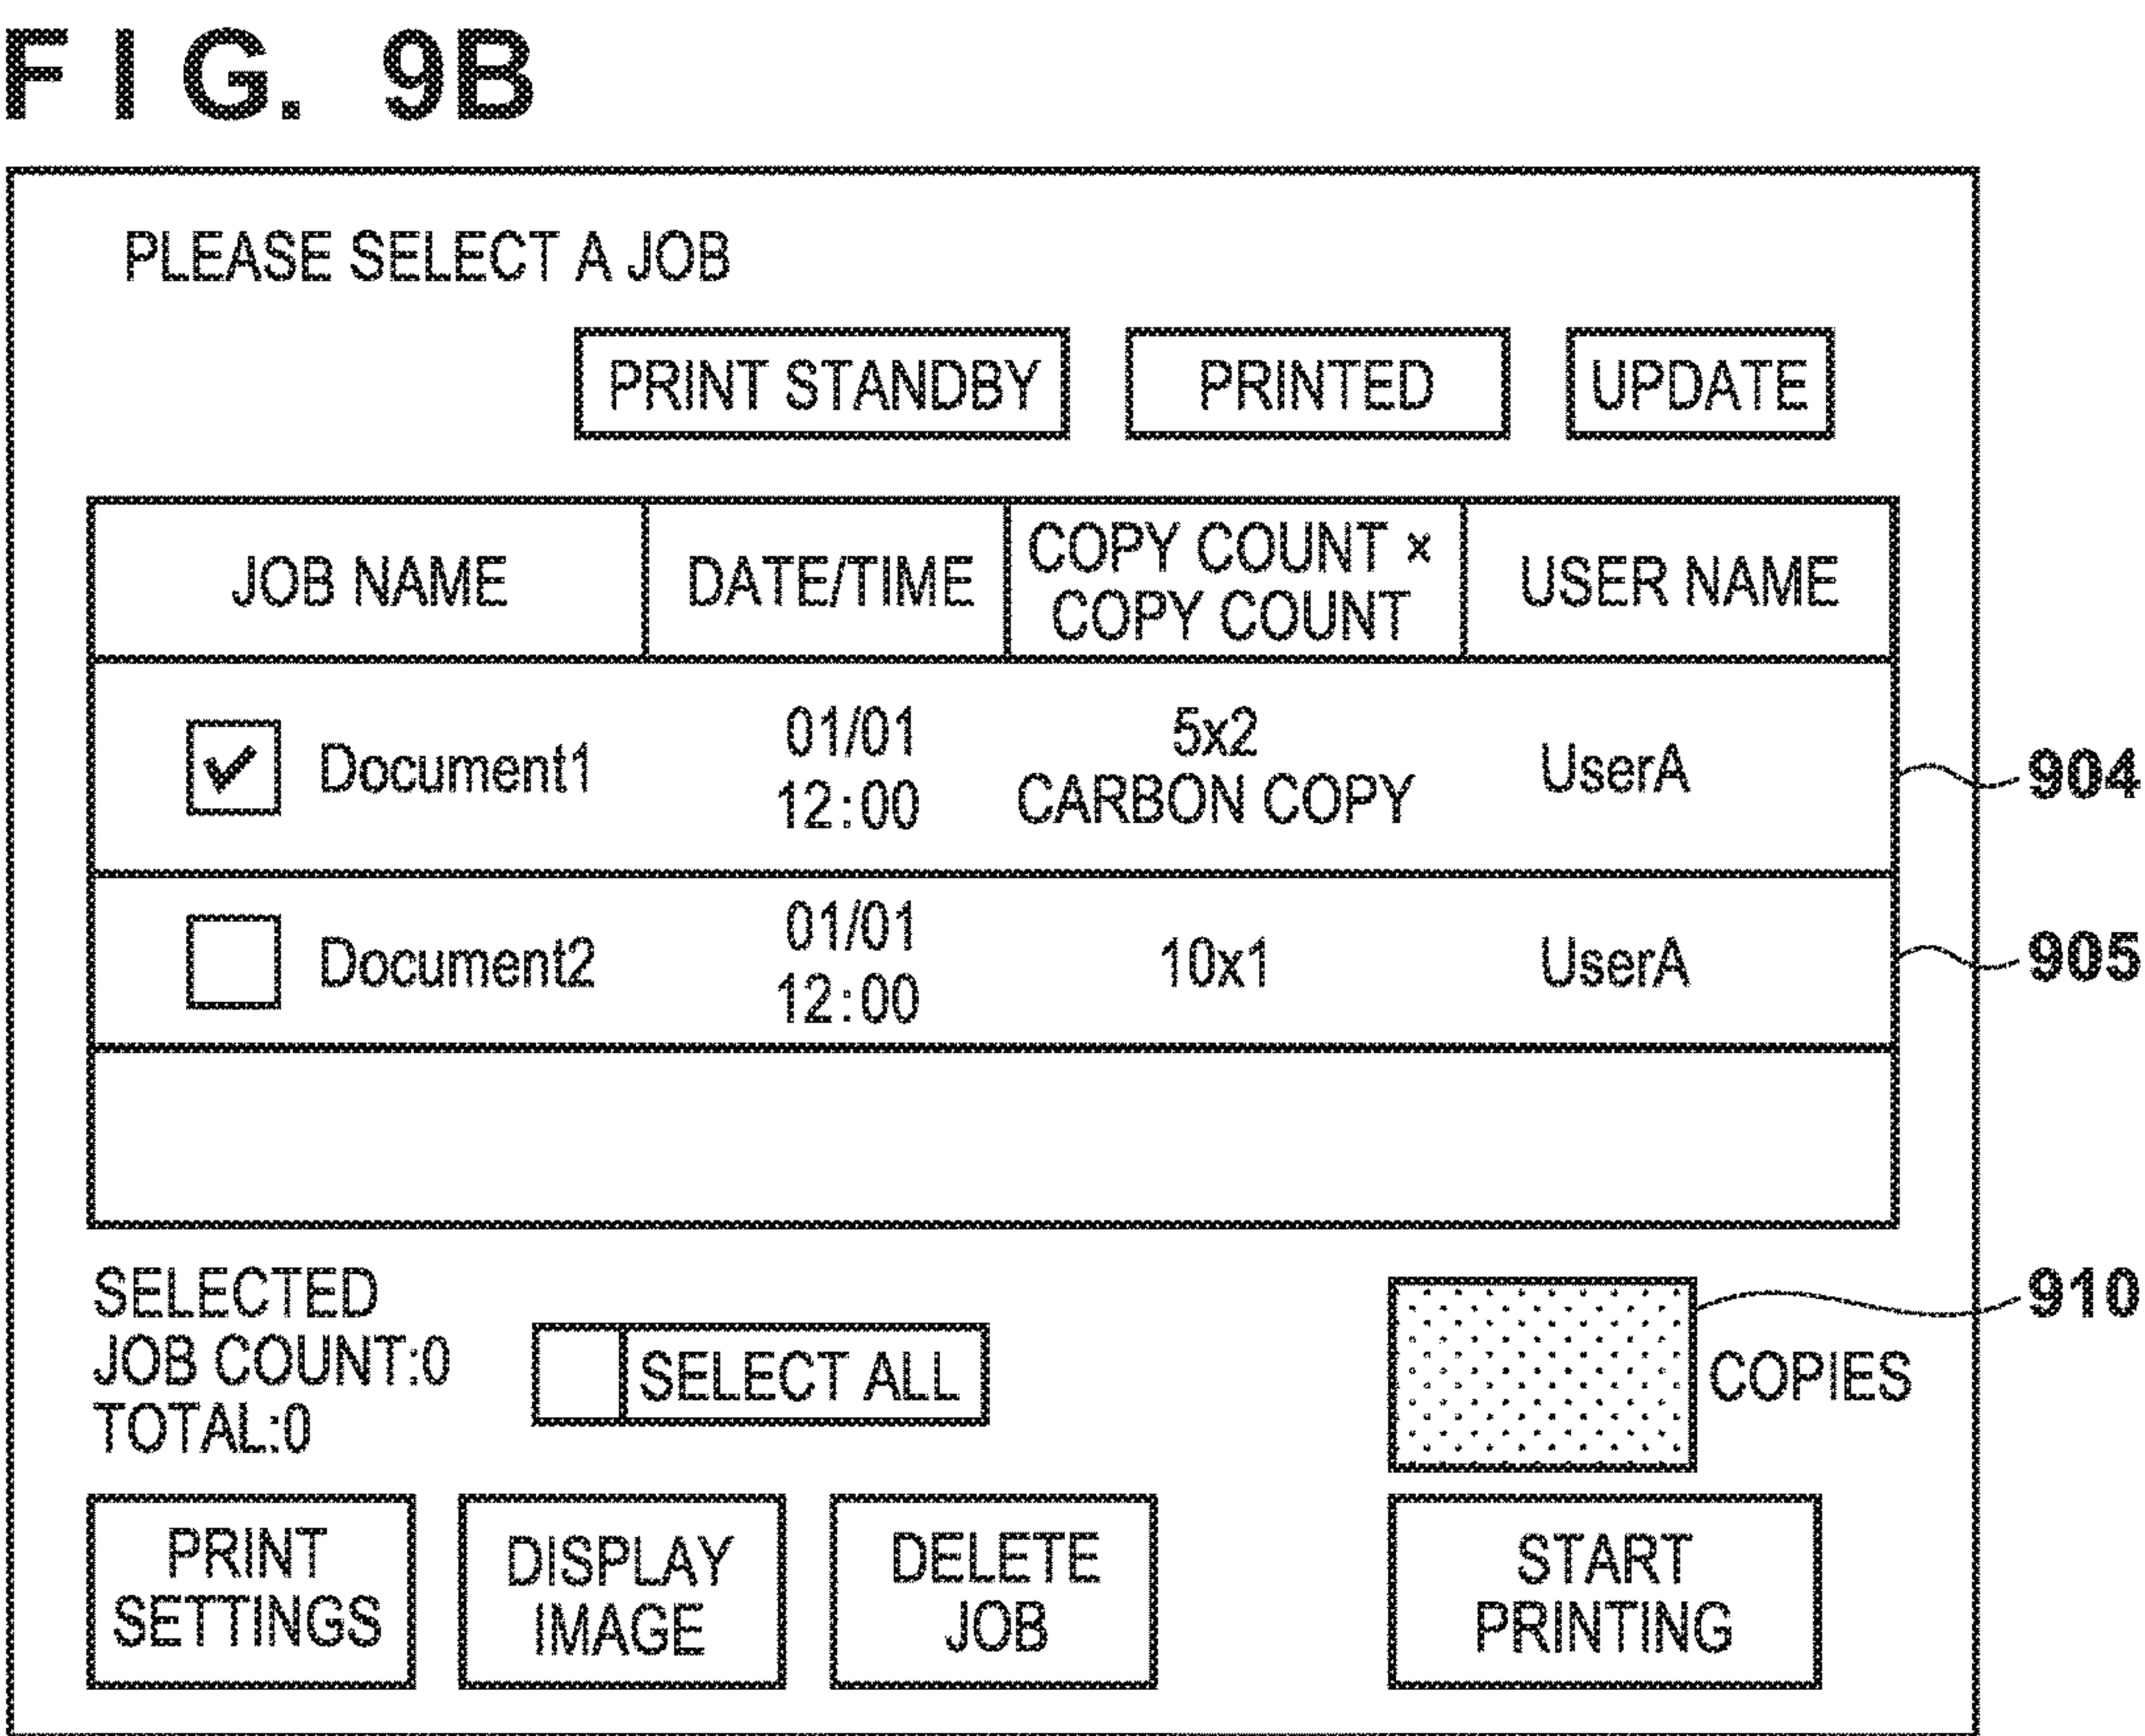 FIG. 9B
PLEASE SELECT A JOB
PRINT STANDBY PRINTED UPDATE
JOB NAME DATE/TIME COPY COUNT × COPY COUNT USER NAME
Document1 01/01 12:00 5x2 CARBON COPY UserA 904
Document2 01/01 12:00 10x1 UserA 905
SELECTED
JOB COUNT:0
TOTAL:0
SELECT ALL
910
COPIES
PRINT SETTINGS
DISPLAY IMAGE
DELETE JOB
START PRINTING